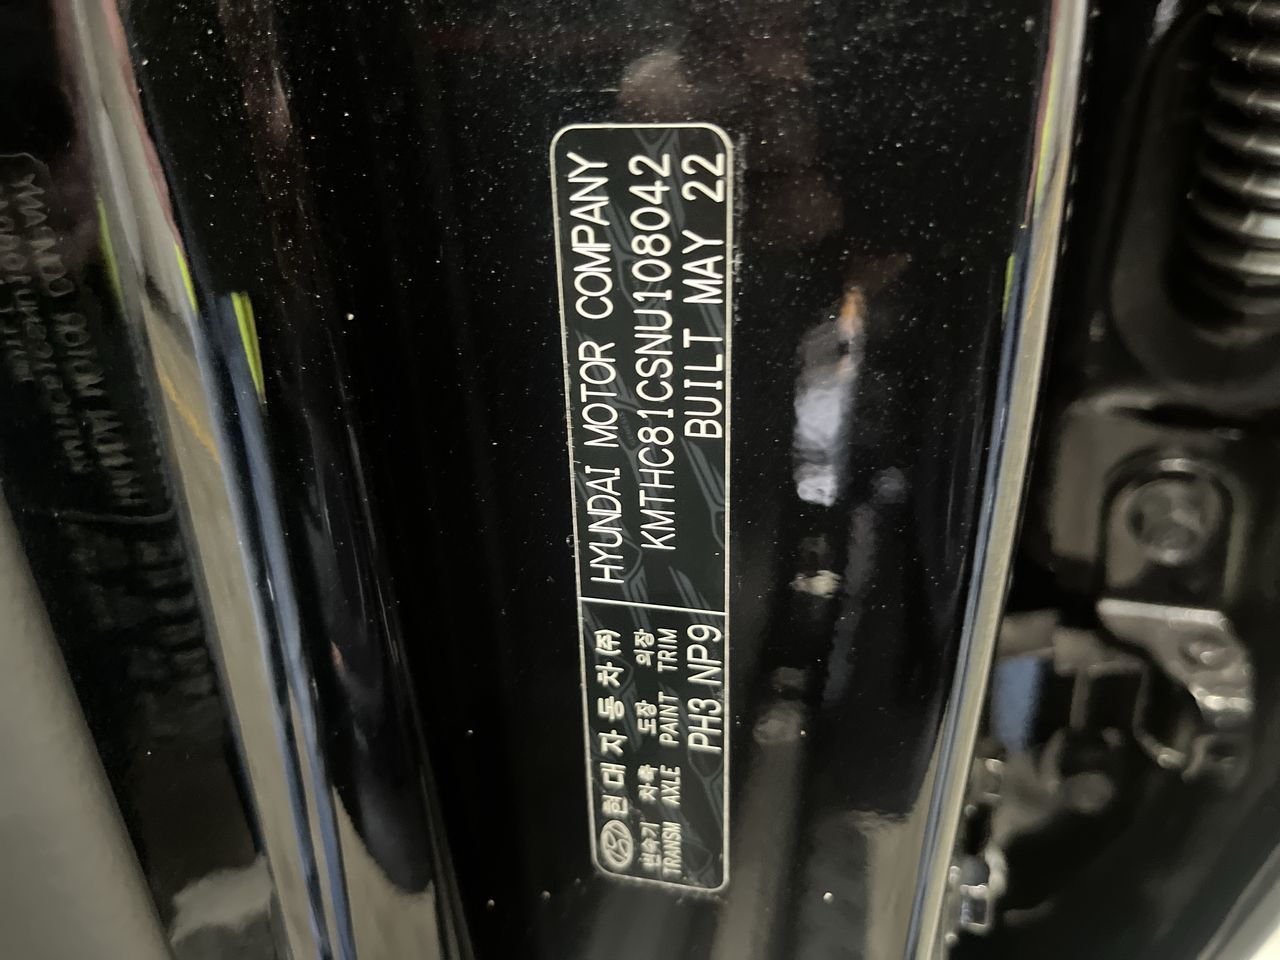 HYUNDAI MOTOR COMPANY
KMTHC81CSNU108042
BUILT MAY 22
현대자동차(주)
변속기 차축 도장 의장
TRANSM AXLE PAINT TRIM
PH3 NP9